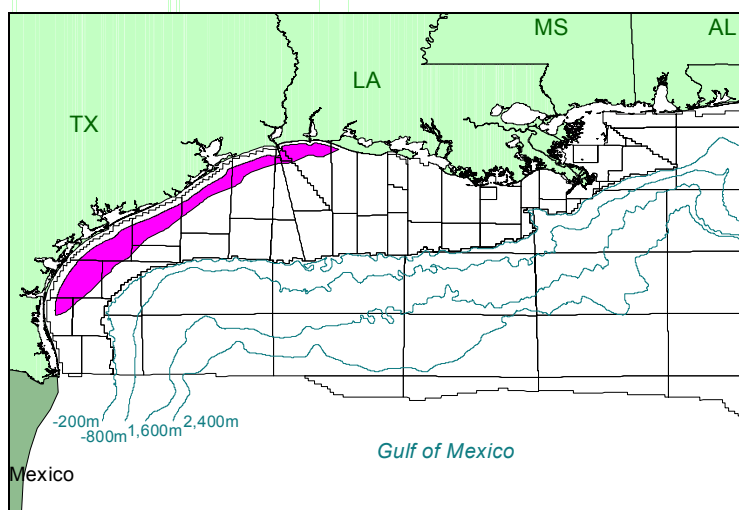 MS
AL
LA
TX
-200m
-800m
1,600m
2,400m
Gulf of Mexico
Mexico